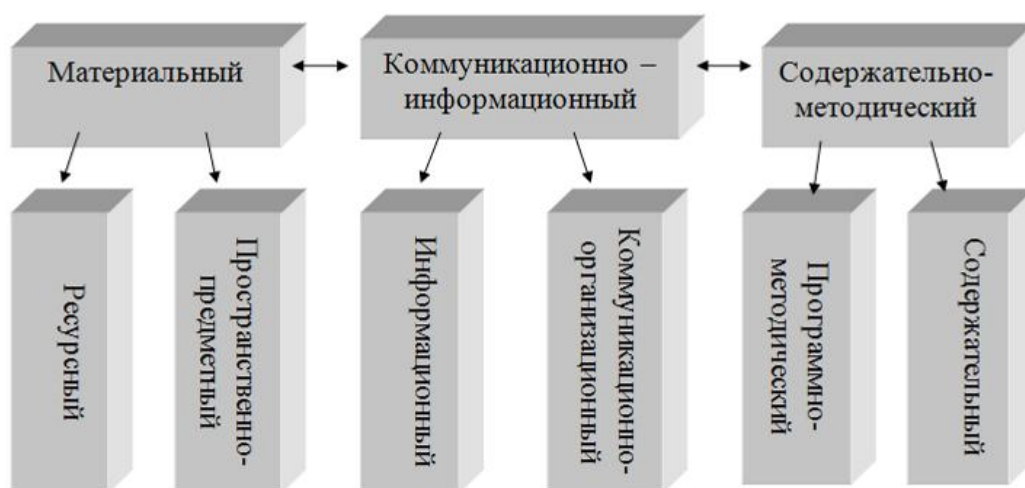 Материальный
Коммуникационно –
информационный
Содержательно-
методический
Ресурсный
Пространственно-
предметный
Информационный
Коммуникационно-
организационный
Программно-
методический
Содержательный